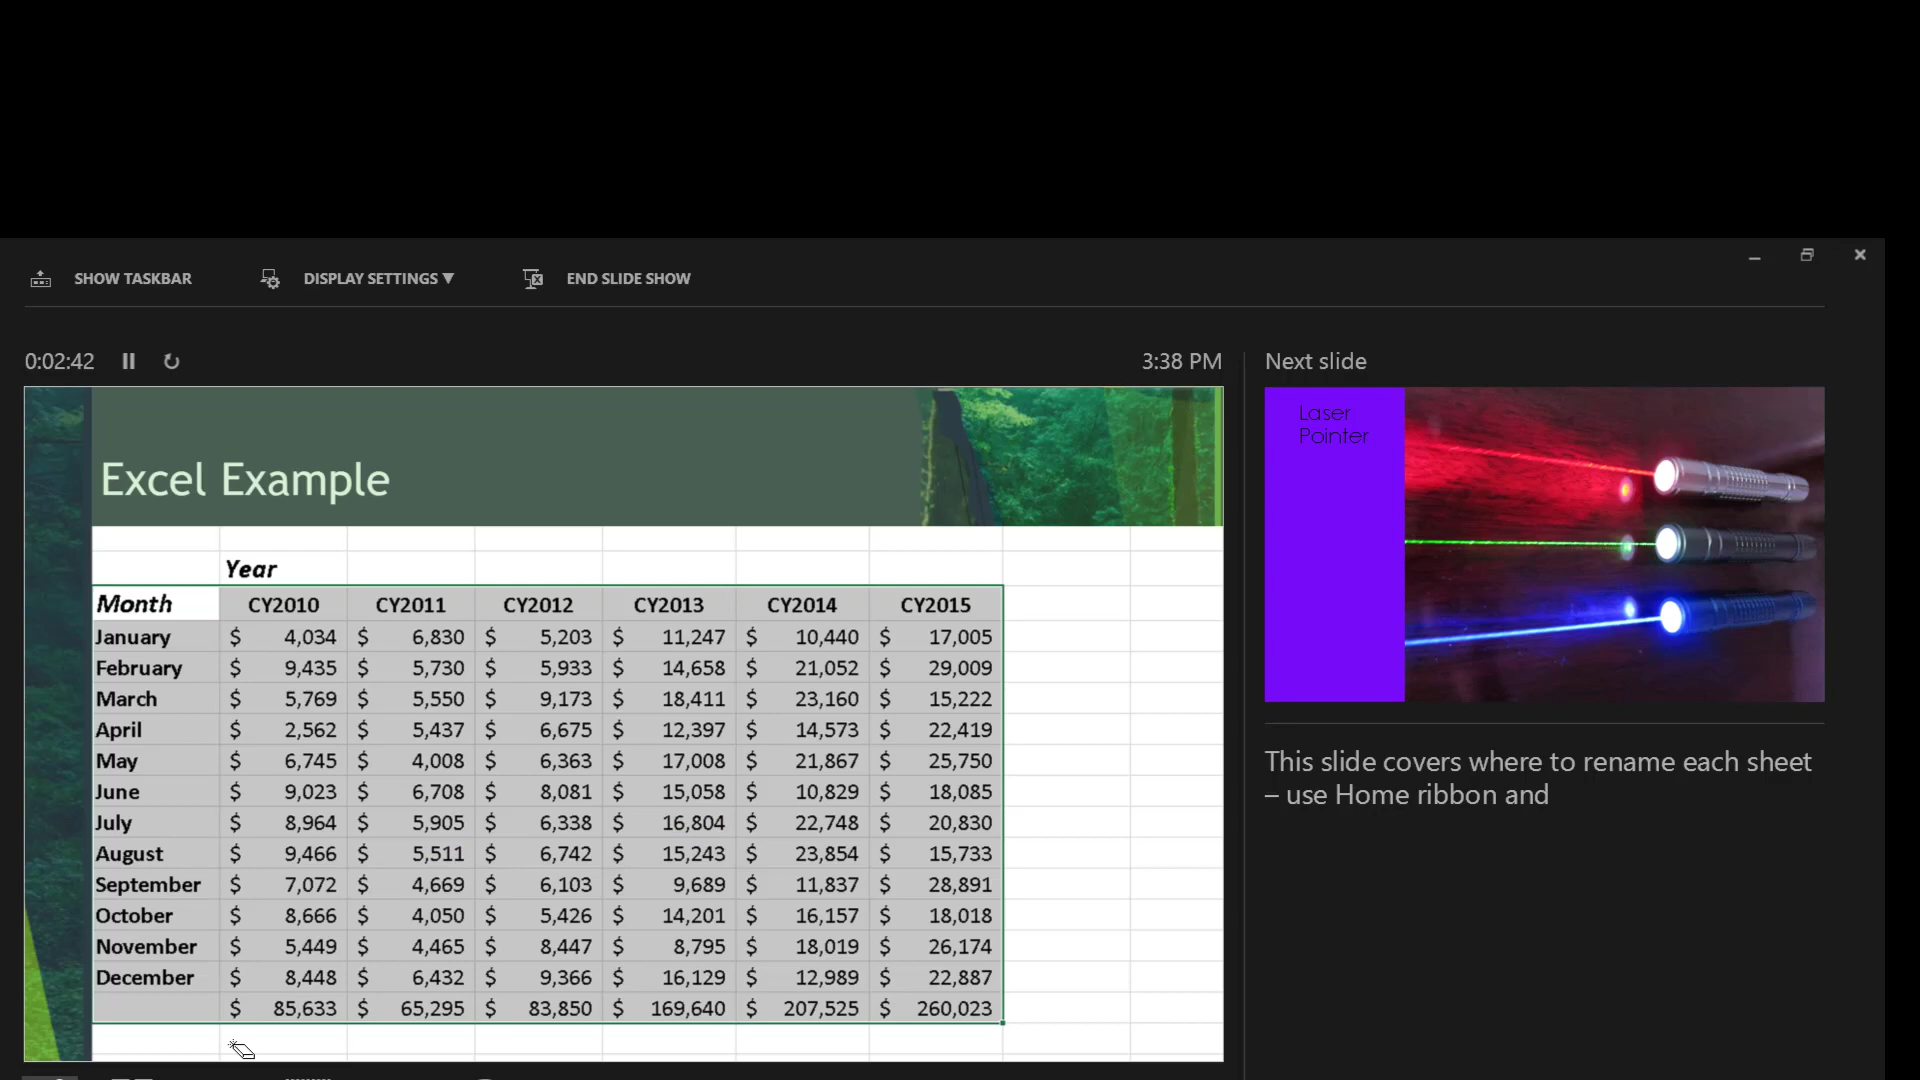 SHOW TASKBAR DISPLAY SETTINGS ▼ END SLIDE SHOW
0:02:42 3:38 PM
Excel Example
Year
Month CY2010 CY2011 CY2012 CY2013 CY2014 CY2015
January $ 4,034 $ 6,830 $ 5,203 $ 11,247 $ 10,440 $ 17,005
February $ 9,435 $ 5,730 $ 5,933 $ 14,658 $ 21,052 $ 29,009
March $ 5,769 $ 5,550 $ 9,173 $ 18,411 $ 23,160 $ 15,222
April $ 2,562 $ 5,437 $ 6,675 $ 12,397 $ 14,573 $ 22,419
May $ 6,745 $ 4,008 $ 6,363 $ 17,008 $ 21,867 $ 25,750
June $ 9,023 $ 6,708 $ 8,081 $ 15,058 $ 10,829 $ 18,085
July $ 8,964 $ 5,905 $ 6,338 $ 16,804 $ 22,748 $ 20,830
August $ 9,466 $ 5,511 $ 6,742 $ 15,243 $ 23,854 $ 15,733
September $ 7,072 $ 4,669 $ 6,103 $ 9,689 $ 11,837 $ 28,891
October $ 8,666 $ 4,050 $ 5,426 $ 14,201 $ 16,157 $ 18,018
November $ 5,449 $ 4,465 $ 8,447 $ 8,795 $ 18,019 $ 26,174
December $ 8,448 $ 6,432 $ 9,366 $ 16,129 $ 12,989 $ 22,887
$ 85,633 $ 65,295 $ 83,850 $ 169,640 $ 207,525 $ 260,023
Next slide
Laser
Pointer
This slide covers where to rename each sheet
– use Home ribbon and